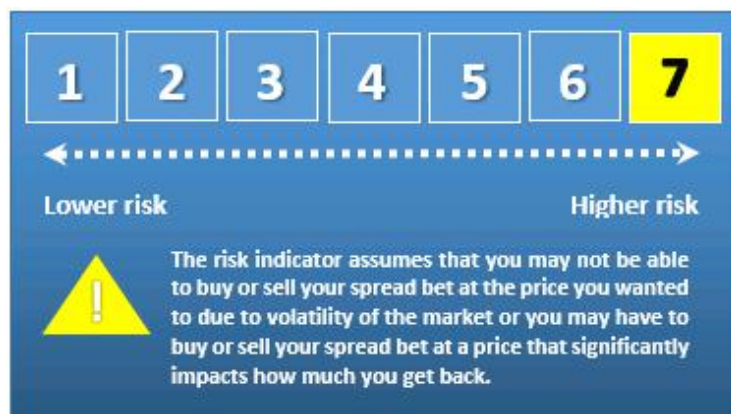 1 2 3 4 5 6 7
Lower risk Higher risk
!
The risk indicator assumes that you may not be able
to buy or sell your spread bet at the price you wanted
to due to volatility of the market or you may have to
buy or sell your spread bet at a price that significantly
impacts how much you get back.